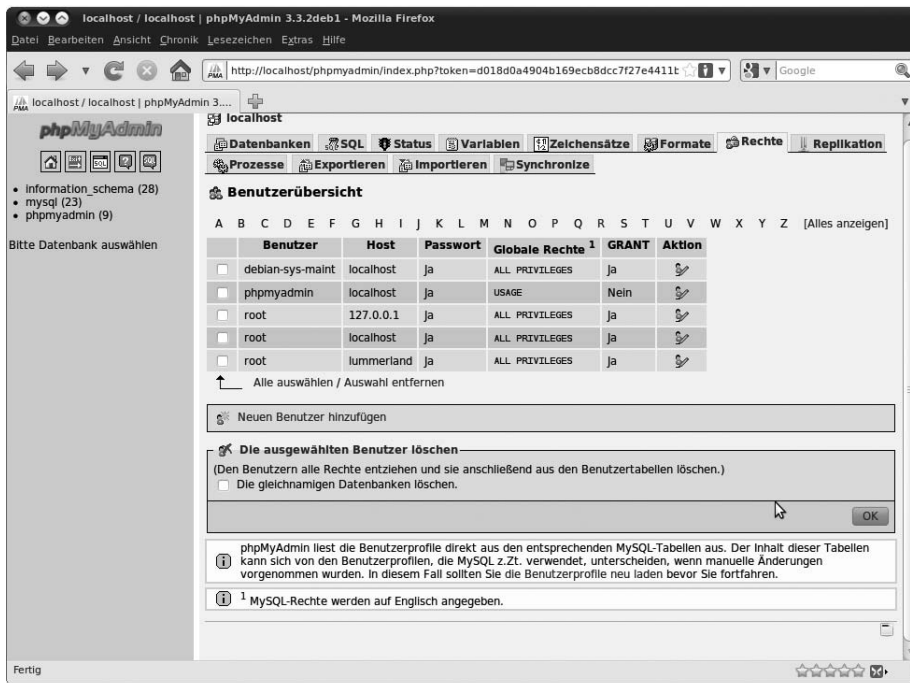 localhost / localhost | phpMyAdmin 3.3.2deb1 - Mozilla Firefox
Datei Bearbeiten Ansicht Chronik Lesezeichen Extras Hilfe
PMA http://localhost/phpmyadmin/index.php?token=d018d0a4904b169ecb8dcc7f27e4411b Google
PMA localhost / localhost | phpMyAdmin 3....
phpMyAdmin
SQL
SQL
information_schema (28)
mysql (23)
phpmyadmin (9)
Bitte Datenbank auswählen
localhost
Datenbanken SQL Status Variablen Zeichensätze Formate Rechte Replikation
Prozesse Exportieren Importieren Synchronize
Benutzerübersicht
A B C D E F G H I J K L M N O P Q R S T U V W X Y Z [Alles anzeigen]
Benutzer Host Passwort Globale Rechte 1 GRANT Aktion
debian-sys-maint localhost Ja ALL PRIVILEGES Ja
phpmyadmin localhost Ja USAGE Nein
root 127.0.0.1 Ja ALL PRIVILEGES Ja
root localhost Ja ALL PRIVILEGES Ja
root lummerland Ja ALL PRIVILEGES Ja
Alle auswählen / Auswahl entfernen
Neuen Benutzer hinzufügen
Die ausgewählten Benutzer löschen
(Den Benutzern alle Rechte entziehen und sie anschließend aus den Benutzertabellen löschen.)
Die gleichnamigen Datenbanken löschen.
OK
phpMyAdmin liest die Benutzerprofile direkt aus den entsprechenden MySQL-Tabellen aus. Der Inhalt dieser Tabellen
kann sich von den Benutzerprofilen, die MySQL z.Zt. verwendet, unterscheiden, wenn manuelle Änderungen
vorgenommen wurden. In diesem Fall sollten Sie die Benutzerprofile neu laden bevor Sie fortfahren.
1 MySQL-Rechte werden auf Englisch angegeben.
Fertig